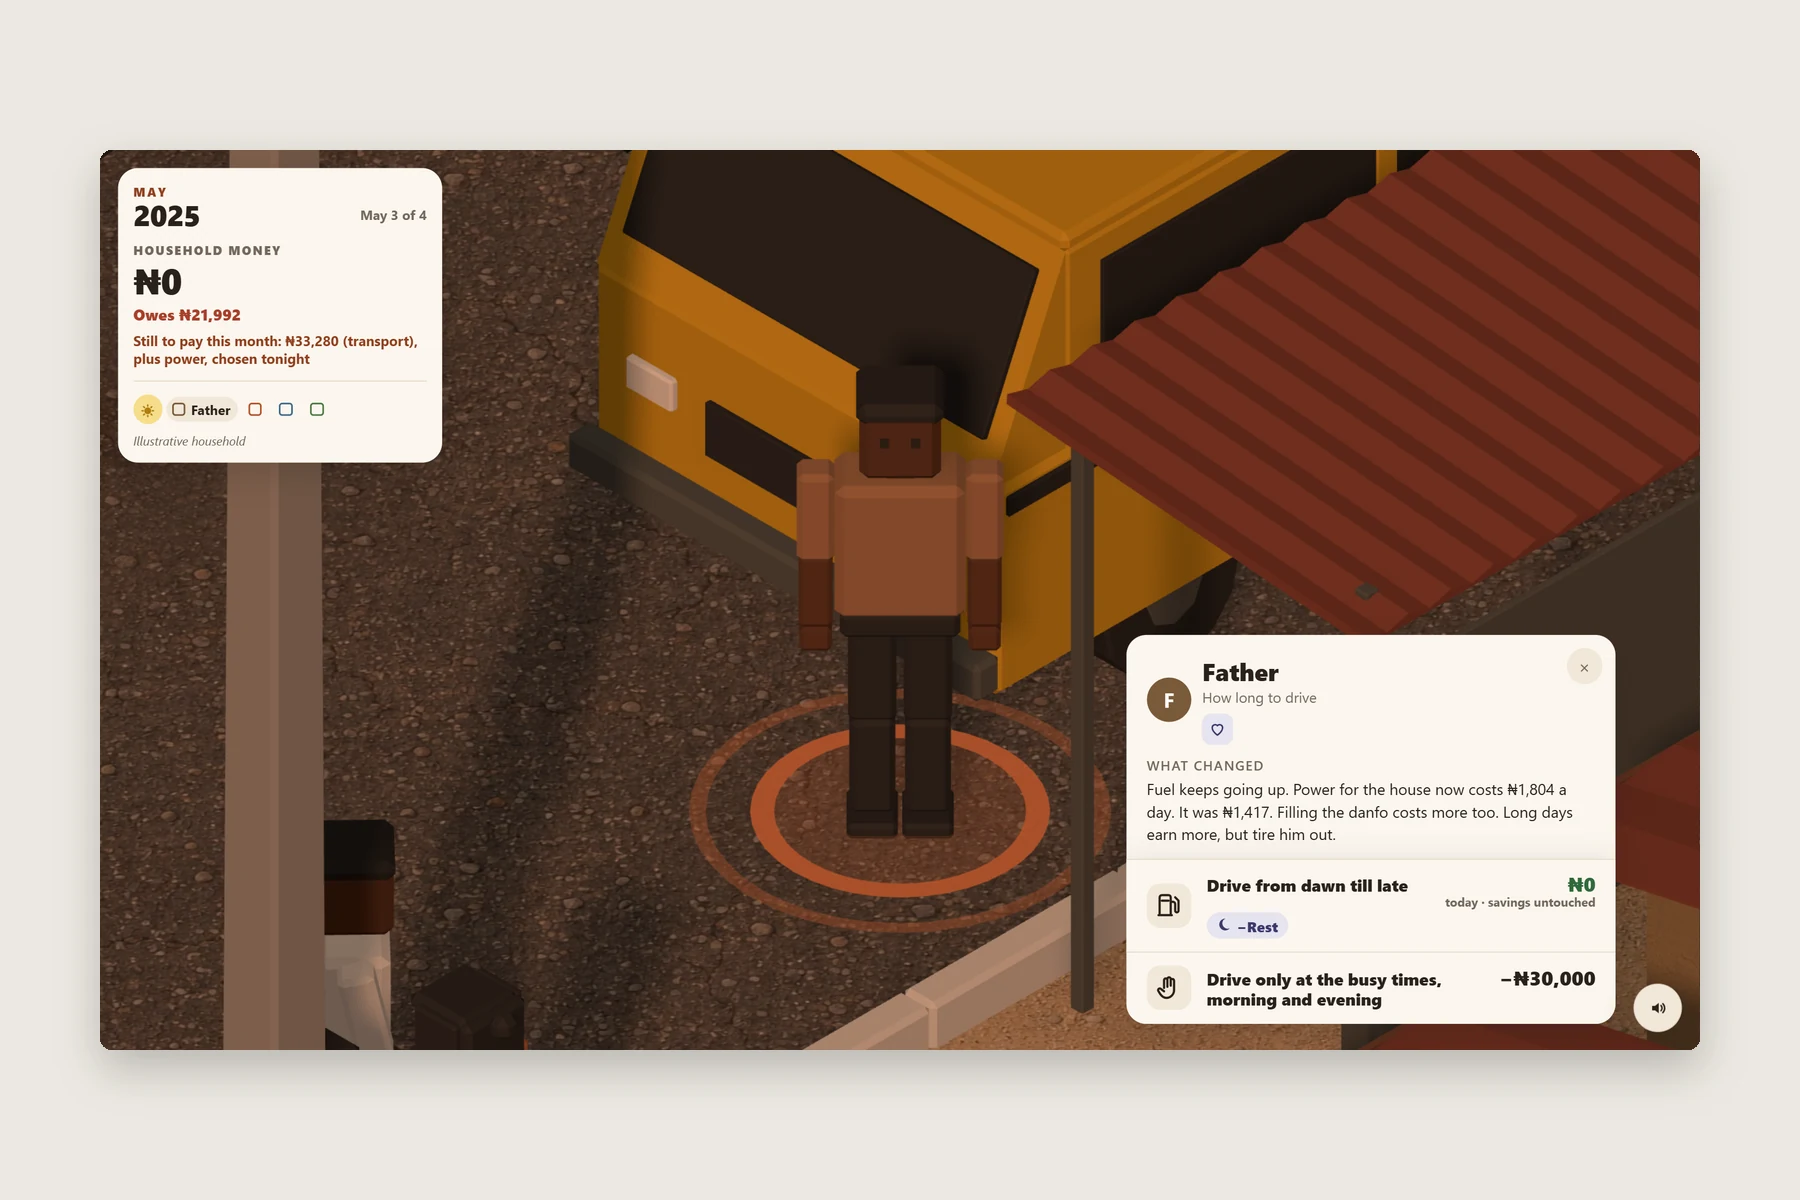 MAY
2025
May 3 of 4
HOUSEHOLD MONEY
₦0
Owes ₦21,992
Still to pay this month: ₦33,280 (transport),
plus power, chosen tonight
Father
Illustrative household
F
Father
How long to drive
×
WHAT CHANGED
Fuel keeps going up. Power for the house now costs ₦1,804 a
day. It was ₦1,417. Filling the danfo costs more too. Long days
earn more, but tire him out.
Drive from dawn till late
₦0
today · savings untouched
–Rest
Drive only at the busy times,
morning and evening
–₦30,000